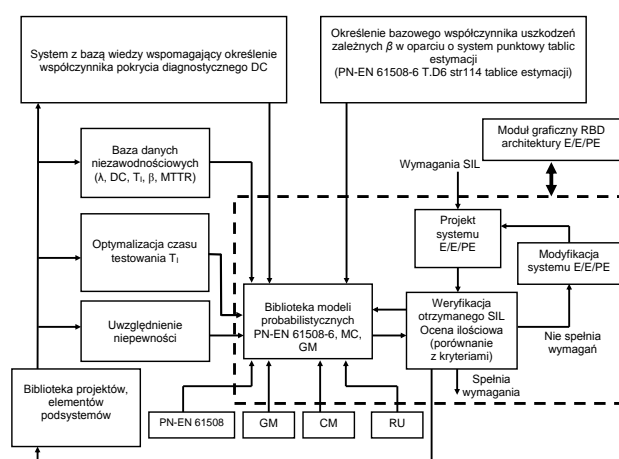 System z bazą wiedzy wspomagający określenie
współczynnika pokrycia diagnostycznego DC
Określenie bazowego współczynnika uszkodzeń
zależnych β w oparciu o system punktowy tablic
estymacji
(PN-EN 61508-6 T.D6 str114 tablice estymacji)
Baza danych
niezawodnościowych
(λ, DC, TI, β, MTTR)
Wymagania SIL
Moduł graficzny RBD
architektury E/E/PE
Projekt
systemu
E/E/PE
Optymalizacja czasu
testowania TI
Modyfikacja
systemu E/E/PE
Uwzględnienie
niepewności
Biblioteka modeli
probabilistycznych
PN-EN 61508-6, MC,
GM
Weryfikacja
otrzymanego SIL
Ocena ilościowa
(porównanie
z kryteriami)
Nie spełnia
wymagań
Biblioteka projektów,
elementów
podsystemów
Spełnia
wymagania
PN-EN 61508
GM
CM
RU